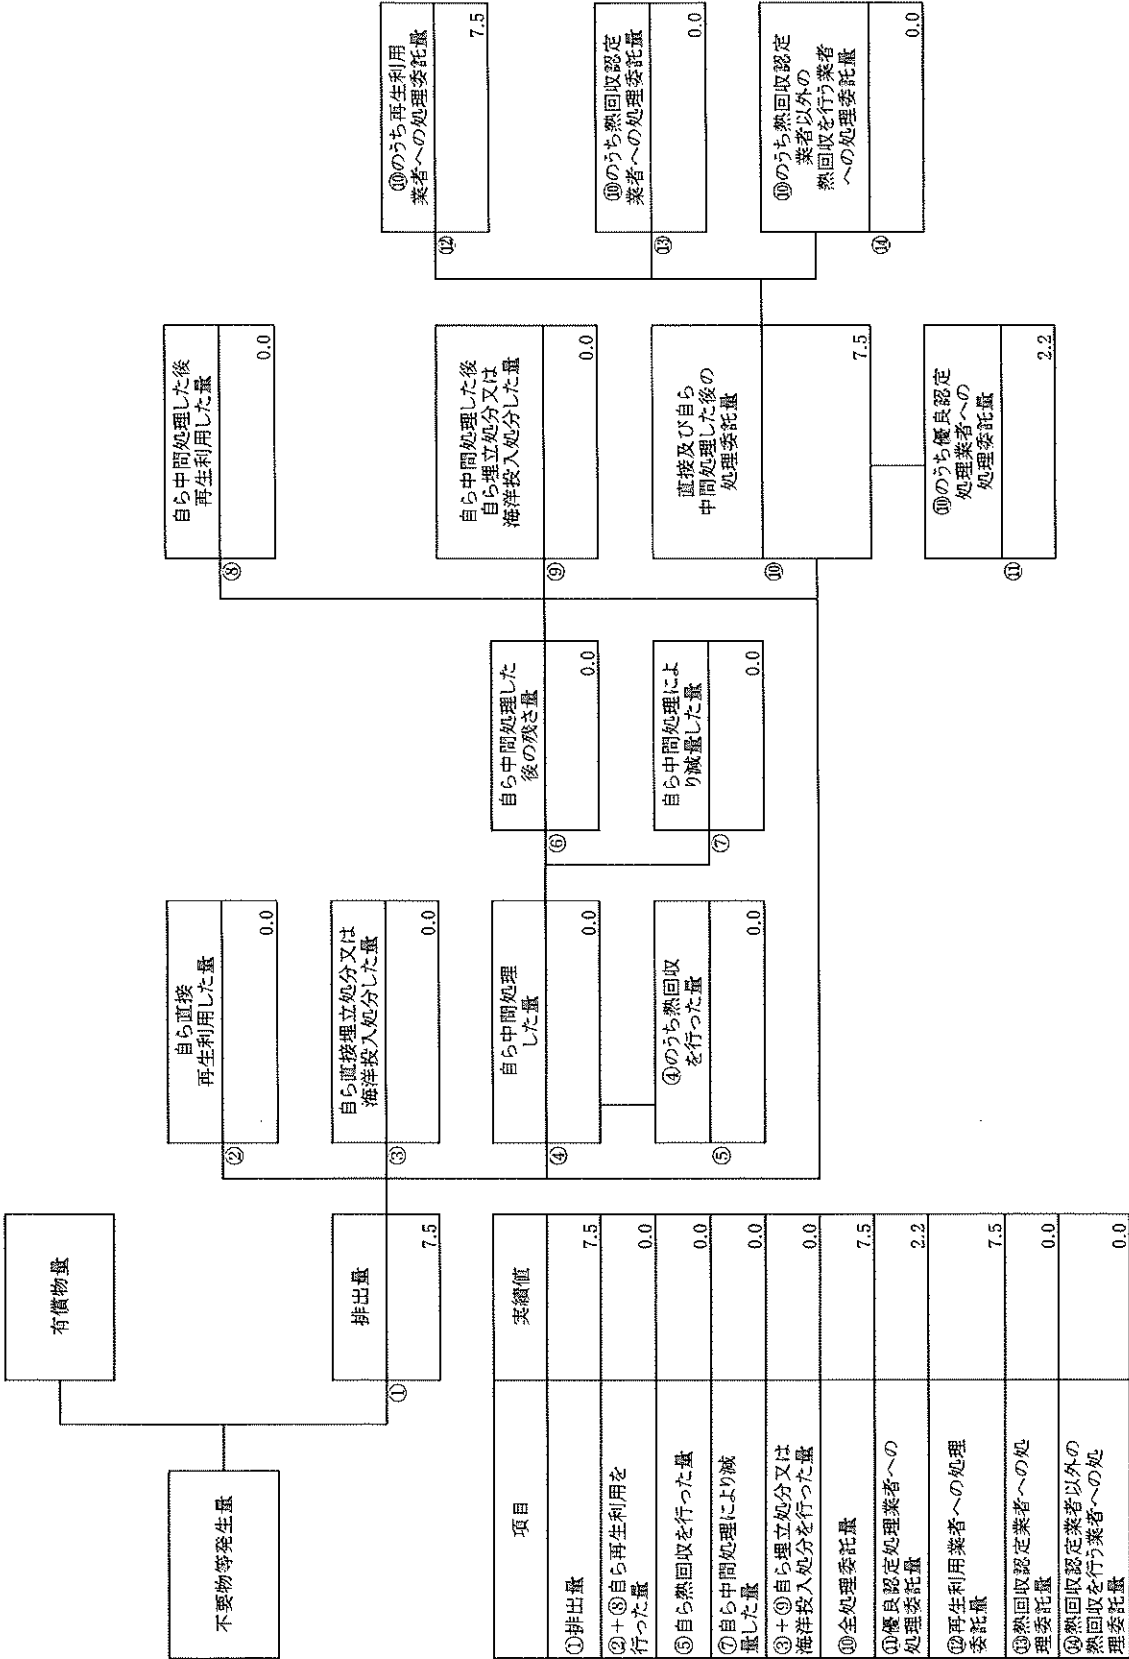 不要物等発生量
有償物量
排出量
①
7.5
自ら直接
再生利用した量
②
0.0
自ら直接埋立処分又は
海洋投入処分した量
③
0.0
自ら中間処理
した量
④
0.0
④のうち熱回収
を行った量
⑤
0.0
自ら中間処理した
後の残さ量
⑥
0.0
自ら中間処理によ
り減量した量
⑦
0.0
自ら中間処理した後
再生利用した量
⑧
0.0
自ら中間処理した後
自ら埋立処分又は
海洋投入処分した量
⑨
0.0
直接及び自ら
中間処理した後の
処理委託量
⑩
7.5
⑩のうち優良認定
処理業者への
処理委託量
⑪
2.2
⑩のうち再生利用
業者への処理委託量
⑫
7.5
⑩のうち熱回収認定
業者への処理委託量
⑬
0.0
⑩のうち熱回収認定
業者以外の
熱回収を行う業者
への処理委託量
⑭
0.0
項目 実績値
①排出量 7.5
②+⑧自ら再生利用を
行った量 0.0
⑤自ら熱回収を行った量 0.0
⑦自ら中間処理により減
量した量 0.0
③+⑨自ら埋立処分又は
海洋投入処分を行った量 0.0
⑩全処理委託量 7.5
⑪優良認定処理業者への
処理委託量 2.2
⑫再生利用業者への処理
委託量 7.5
⑬熱回収認定業者への処
理委託量 0.0
⑭熱回収認定業者以外の
熱回収を行う業者への処
理委託量 0.0